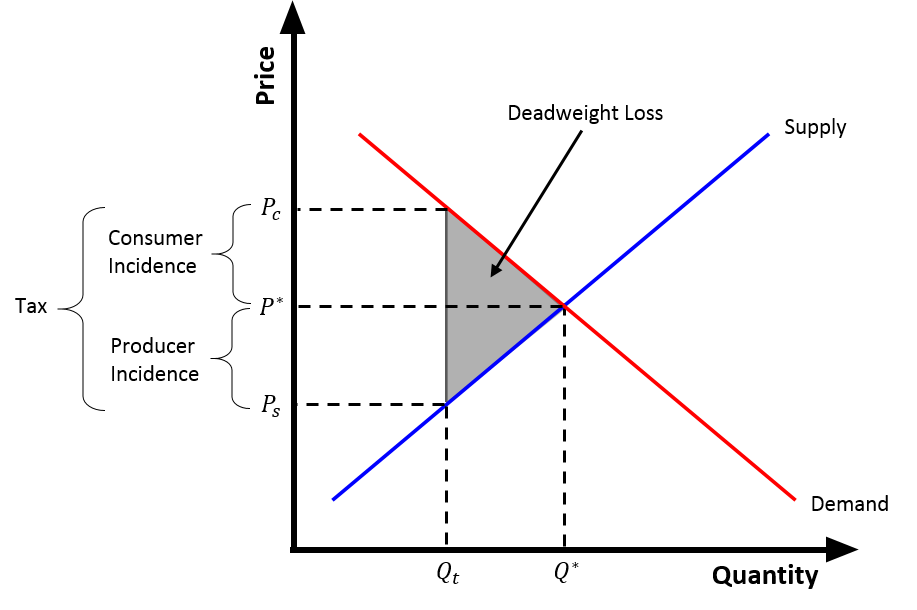 Price
Deadweight Loss
Supply
P_c
Consumer
Incidence
Tax
P*
Producer
Incidence
P_s
Demand
Q_t
Q*
Quantity